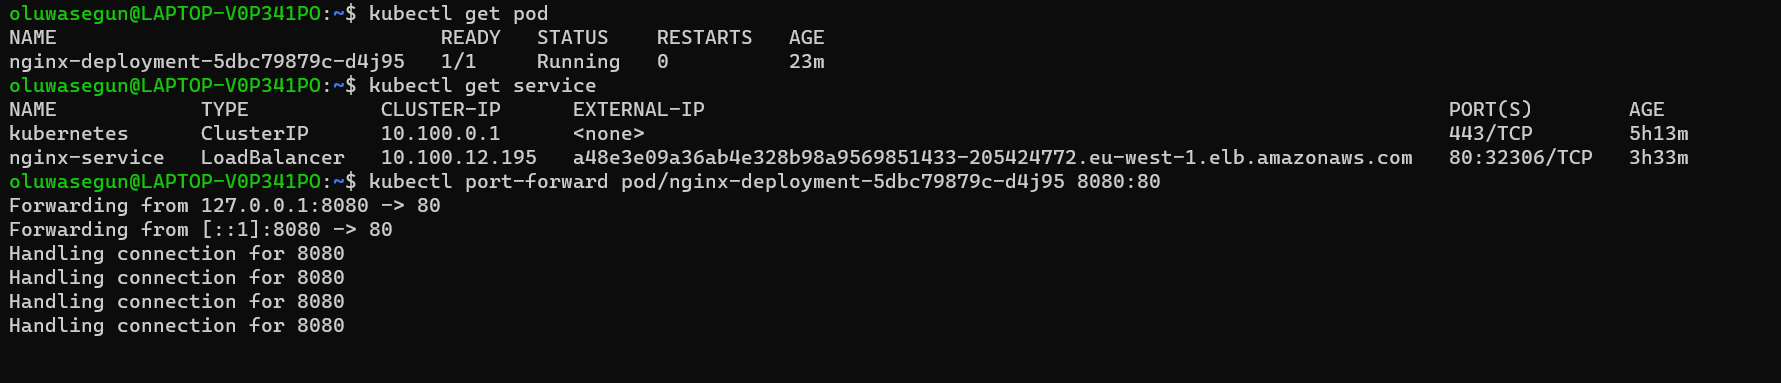 oluwasegun@LAPTOP-V0P341PO:~$ kubectl get pod
NAME                                READY   STATUS    RESTARTS   AGE
nginx-deployment-5dbc79879c-d4j95   1/1     Running   0          23m
oluwasegun@LAPTOP-V0P341PO:~$ kubectl get service
NAME            TYPE           CLUSTER-IP      EXTERNAL-IP                                                              PORT(S)        AGE
kubernetes      ClusterIP      10.100.0.1      <none>                                                                   443/TCP        5h13m
nginx-service   LoadBalancer   10.100.12.195   a48e3e09a36ab4e328b98a9569851433-205424772.eu-west-1.elb.amazonaws.com   80:32306/TCP   3h33m
oluwasegun@LAPTOP-V0P341PO:~$ kubectl port-forward pod/nginx-deployment-5dbc79879c-d4j95 8080:80
Forwarding from 127.0.0.1:8080 -> 80
Forwarding from [::1]:8080 -> 80
Handling connection for 8080
Handling connection for 8080
Handling connection for 8080
Handling connection for 8080